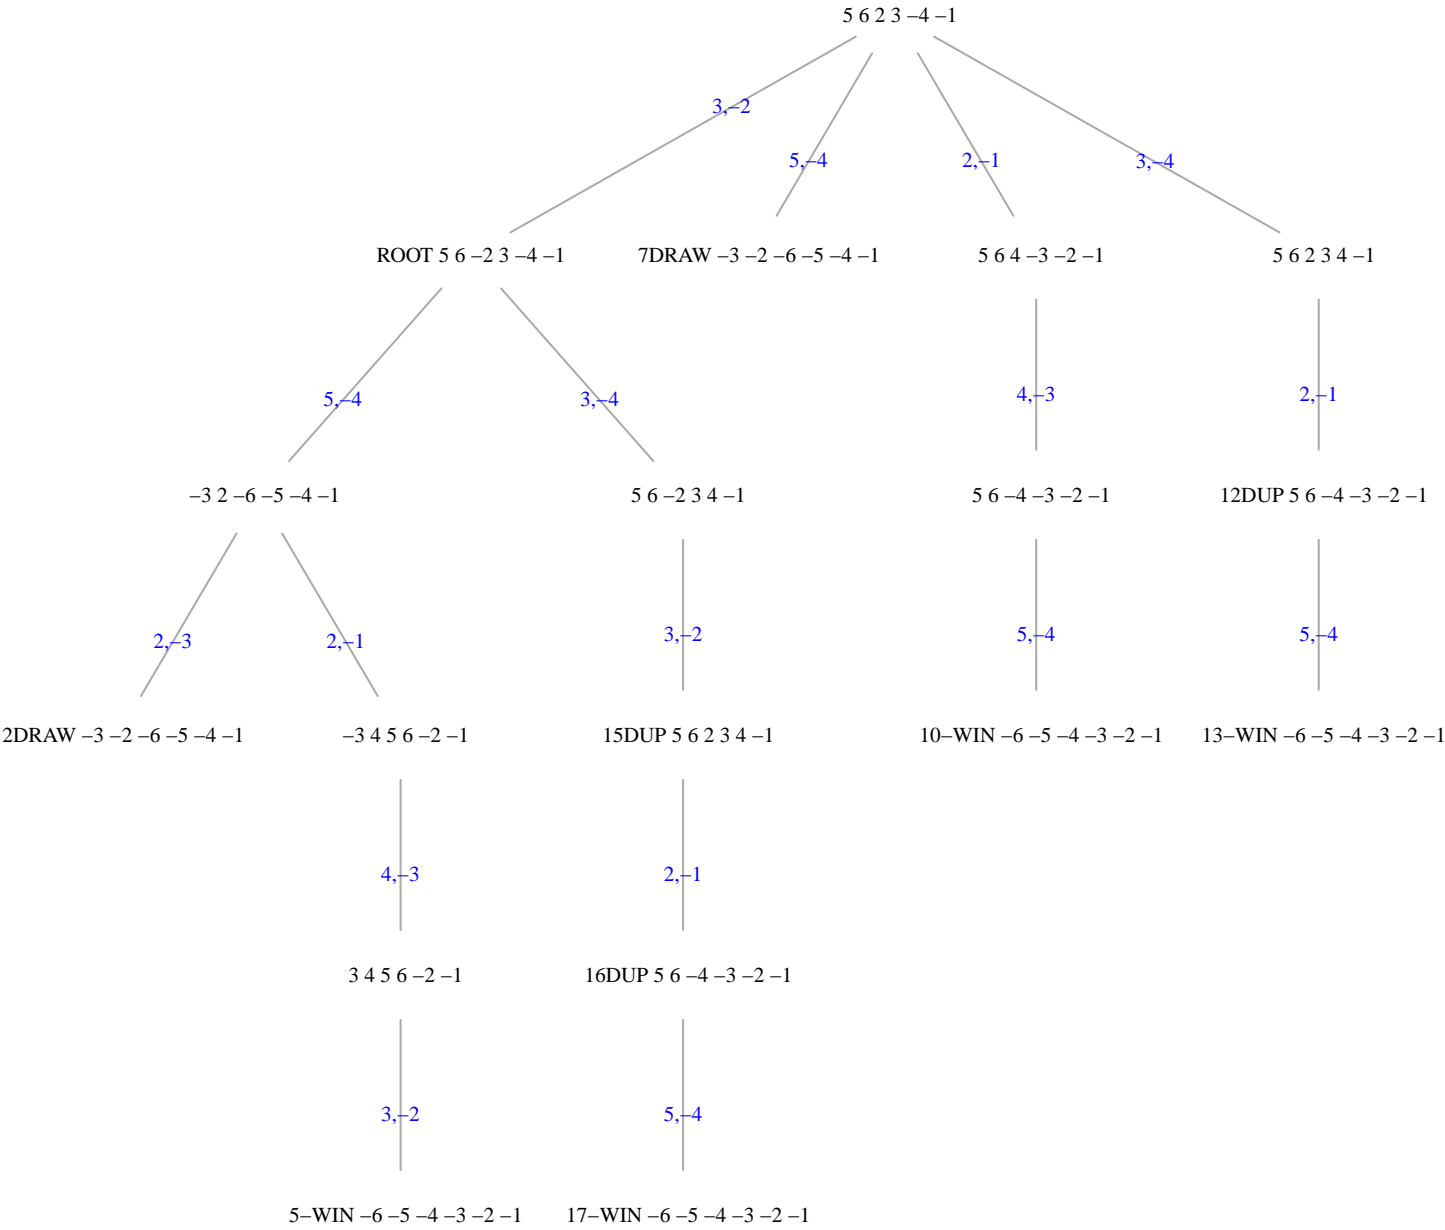 5 6 2 3 –4 –1
3,–2
5,–4
2,–1
3,–4
ROOT 5 6 –2 3 –4 –1
7DRAW –3 –2 –6 –5 –4 –1
5 6 4 –3 –2 –1
5 6 2 3 4 –1
5,–4
3,–4
4,–3
2,–1
–3 2 –6 –5 –4 –1
5 6 –2 3 4 –1
5 6 –4 –3 –2 –1
12DUP 5 6 –4 –3 –2 –1
2,–3
2,–1
3,–2
5,–4
5,–4
2DRAW –3 –2 –6 –5 –4 –1
–3 4 5 6 –2 –1
15DUP 5 6 2 3 4 –1
10–WIN –6 –5 –4 –3 –2 –1
13–WIN –6 –5 –4 –3 –2 –1
4,–3
2,–1
3 4 5 6 –2 –1
16DUP 5 6 –4 –3 –2 –1
3,–2
5,–4
5–WIN –6 –5 –4 –3 –2 –1
17–WIN –6 –5 –4 –3 –2 –1